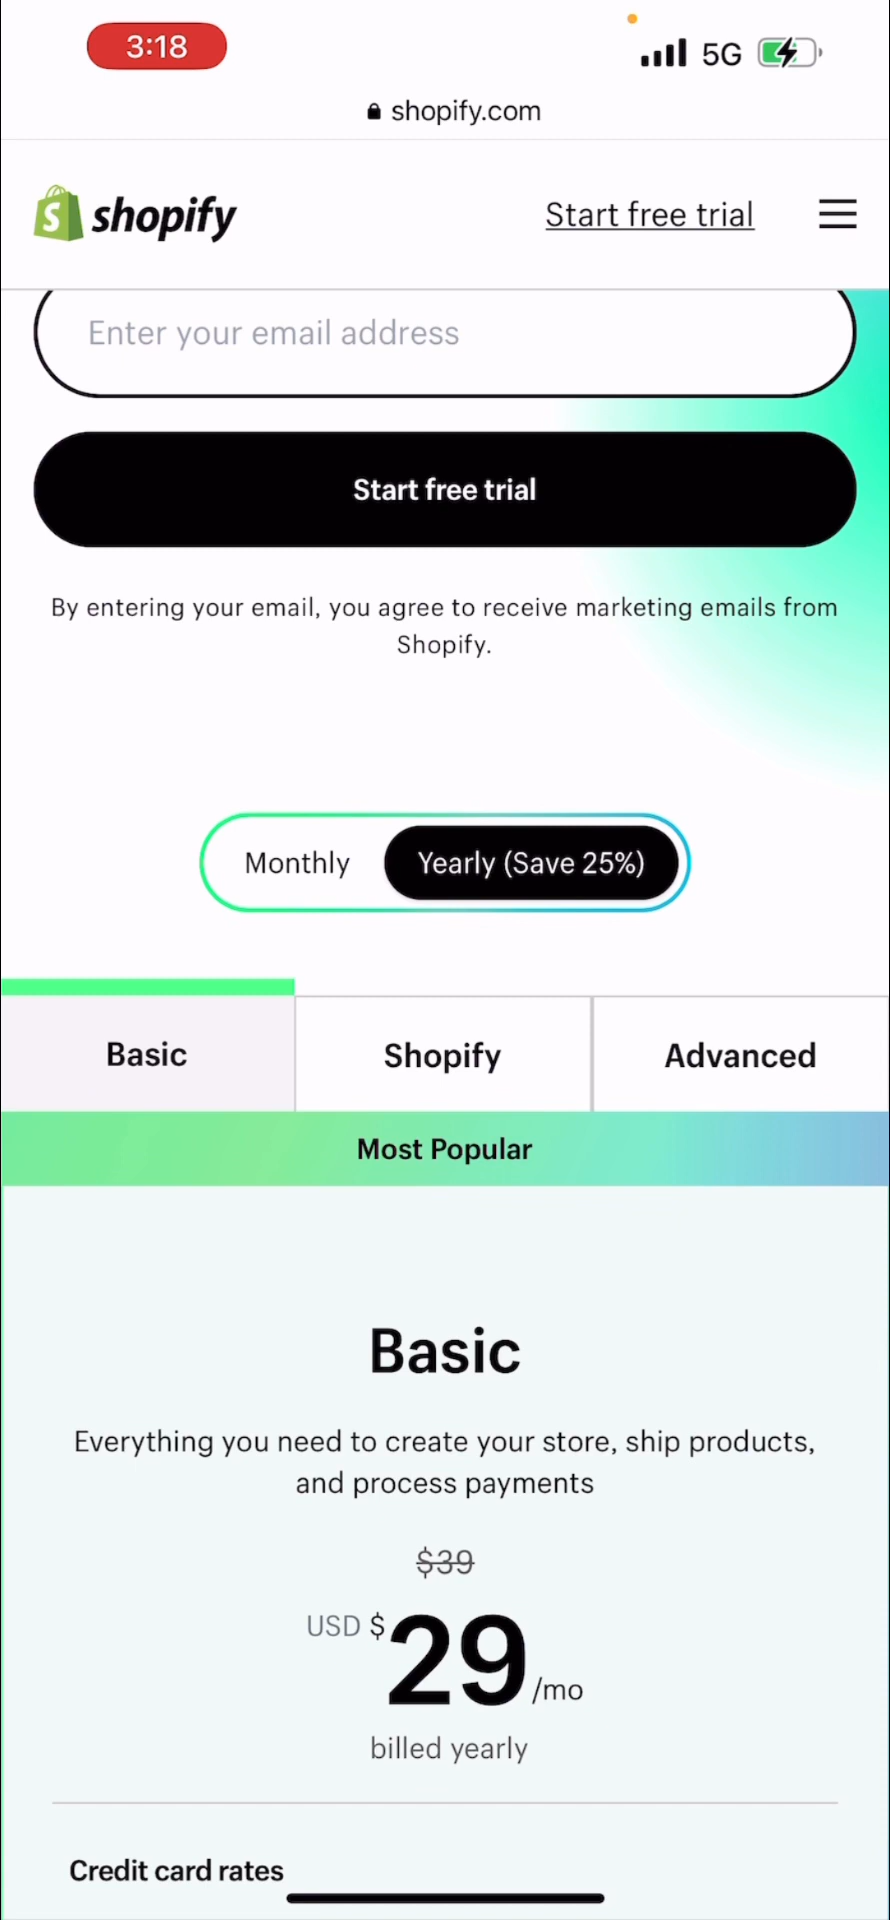 3:18
5G
shopify.com
shopify
Start free trial
Enter your email address
Start free trial
By entering your email, you agree to receive marketing emails from
Shopify.
Monthly
Yearly (Save 25%)
Basic
Shopify
Advanced
Most Popular
Basic
Everything you need to create your store, ship products,
and process payments
$39
USD $29/mo
billed yearly
Credit card rates